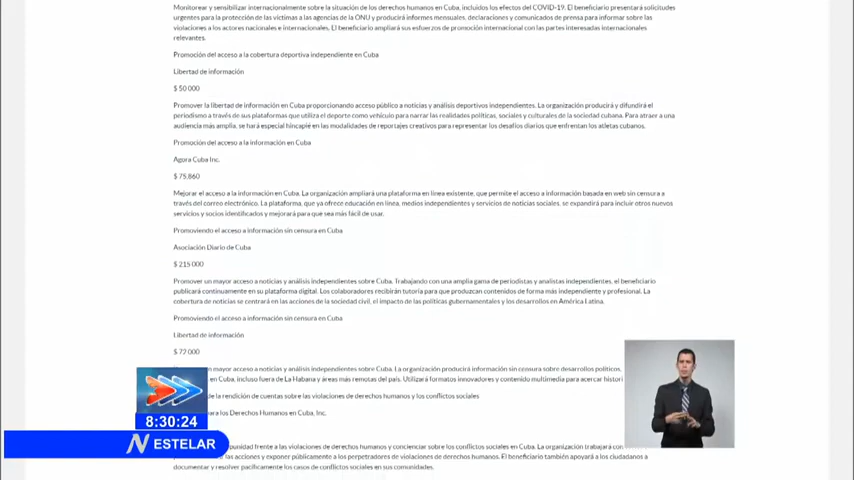 Monitorear y sensibilizar internacionalmente sobre la situación de los derechos humanos en Cuba, incluidos los efectos del COVID-19. El beneficiario presentará solicitudes
urgentes para la protección de las víctimas a las agencias de la ONU y producirá informes mensuales, declaraciones y comunicados de prensa para informar sobre las
violaciones a los actores nacionales e internacionales. El beneficiario ampliará sus esfuerzos de promoción internacional con las partes interesadas internacionales
relevantes.
Promoción del acceso a la cobertura deportiva independiente en Cuba
Libertad de información
$ 50 000
Promover la libertad de información en Cuba proporcionando acceso público a noticias y análisis deportivos independientes. La organización producirá y difundirá el
periodismo a través de sus plataformas que utiliza el deporte como vehículo para narrar las realidades políticas, sociales y culturales de la sociedad cubana. Para atraer a una
audiencia más amplia, se hará especial hincapié en las modalidades de reportajes creativos para representar los desafíos diarios que enfrentan los atletas cubanos.
Promoción del acceso a la información en Cuba
Agora Cuba Inc.
$ 75.860
Mejorar el acceso a la información en Cuba. La organización ampliará una plataforma en línea existente, que permite el acceso a información basada en web sin censura a
través del correo electrónico. La plataforma, que ya ofrece educación en línea, medios independientes y servicios de noticias sociales, se expandirá para incluir otros nuevos
servicios y socios identificados y mejorará para que sea más fácil de usar.
Promoviendo el acceso a información sin censura en Cuba
Asociación Diario de Cuba
$ 215 000
Promover un mayor acceso a noticias y análisis independientes sobre Cuba. Trabajando con una amplia gama de periodistas y analistas independientes, el beneficiario
publicará continuamente en su plataforma digital. Los colaboradores recibirán tutoría para que produzcan contenidos de forma más independiente y profesional. La
cobertura de noticias se centrará en las acciones de la sociedad civil, el impacto de las políticas gubernamentales y los desarrollos en América Latina.
Promoviendo el acceso a información sin censura en Cuba
Libertad de información
$ 72 000
mayor acceso a noticias y análisis independientes sobre Cuba. La organización producirá información sin censura sobre desarrollos políticos,
en Cuba, incluso fuera de La Habana y áreas más remotas del país. Utilizará formatos innovadores y contenido multimedia para acercar histori
de la rendición de cuentas sobre las violaciones de derechos humanos y los conflictos sociales
para los Derechos Humanos en Cuba, Inc.
8:30:24
N ESTELAR
frente a las violaciones de derechos humanos y concienciar sobre los conflictos sociales en Cuba. La organización trabajará con
las acciones y exponer públicamente a los perpetradores de violaciones de derechos humanos. El beneficiario también apoyará a los ciudadanos a
documentar y resolver pacíficamente los casos de conflictos sociales en sus comunidades.